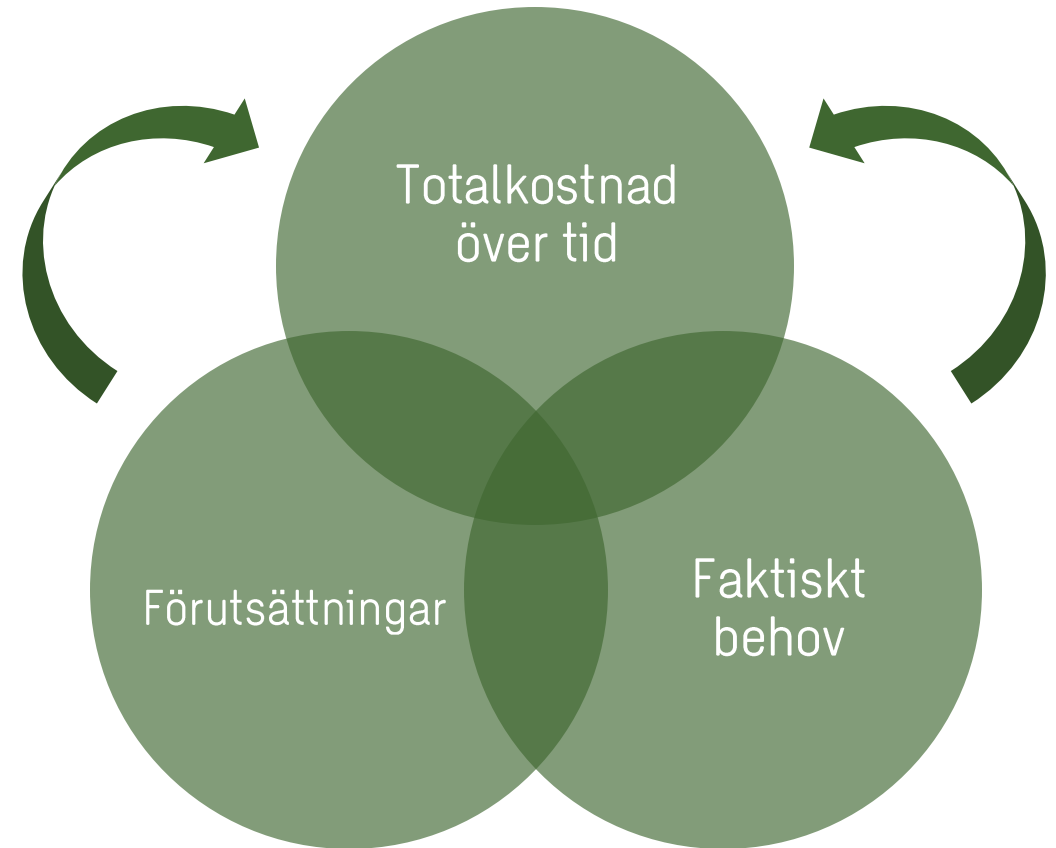 Totalkostnad
över tid
Förutsättningar
Faktiskt
behov